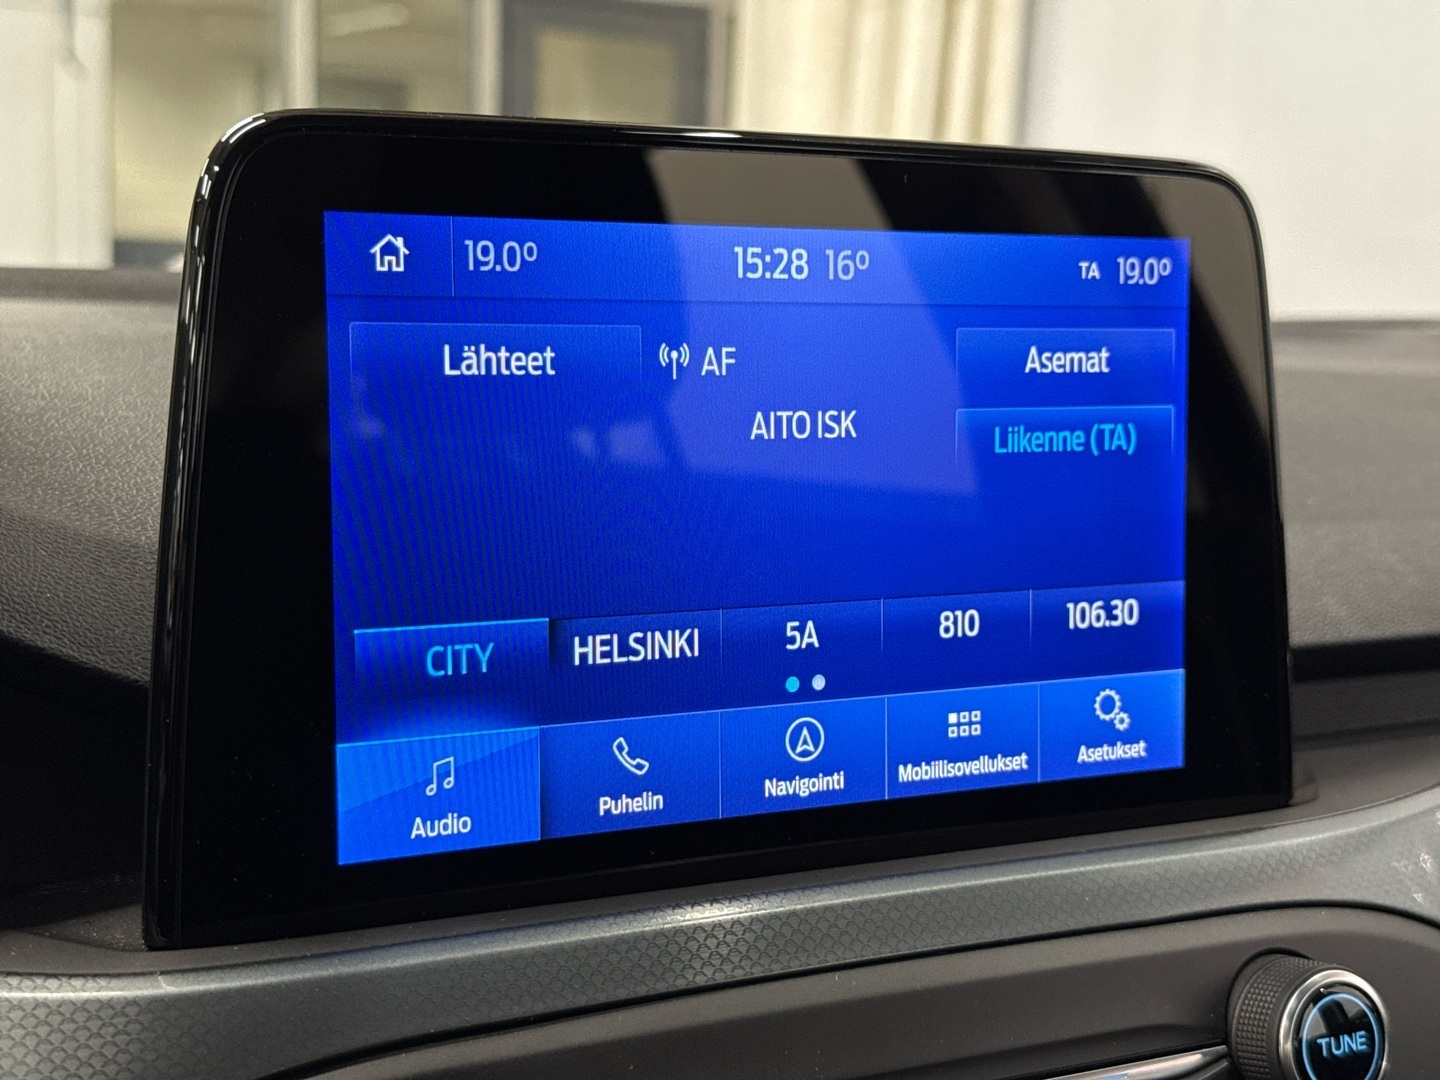 19.0° 15:28 16° TA 19.0°
Lähteet AF Asemat
AITO ISK
Liikenne (TA)
CITY HELSINKI 5A 810 106.30
Audio Puhelin Navigointi Mobiilisovellukset Asetukset
TUNE